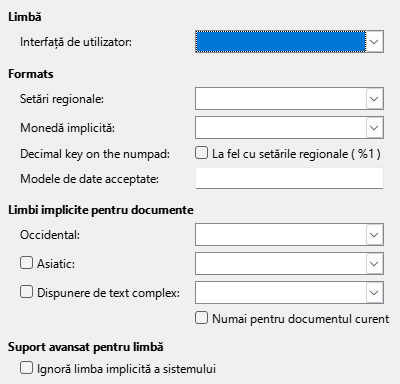 Limbă
Interfață de utilizator:
Formats
Setări regionale:
Monedă implicită:
Decimal key on the numpad: La fel cu setările regionale ( %1 )
Modele de date acceptate:
Limbi implicite pentru documente
Occidental:
Asiatic:
Dispunere de text complex:
Numai pentru documentul curent
Suport avansat pentru limbă
Ignoră limba implicită a sistemului